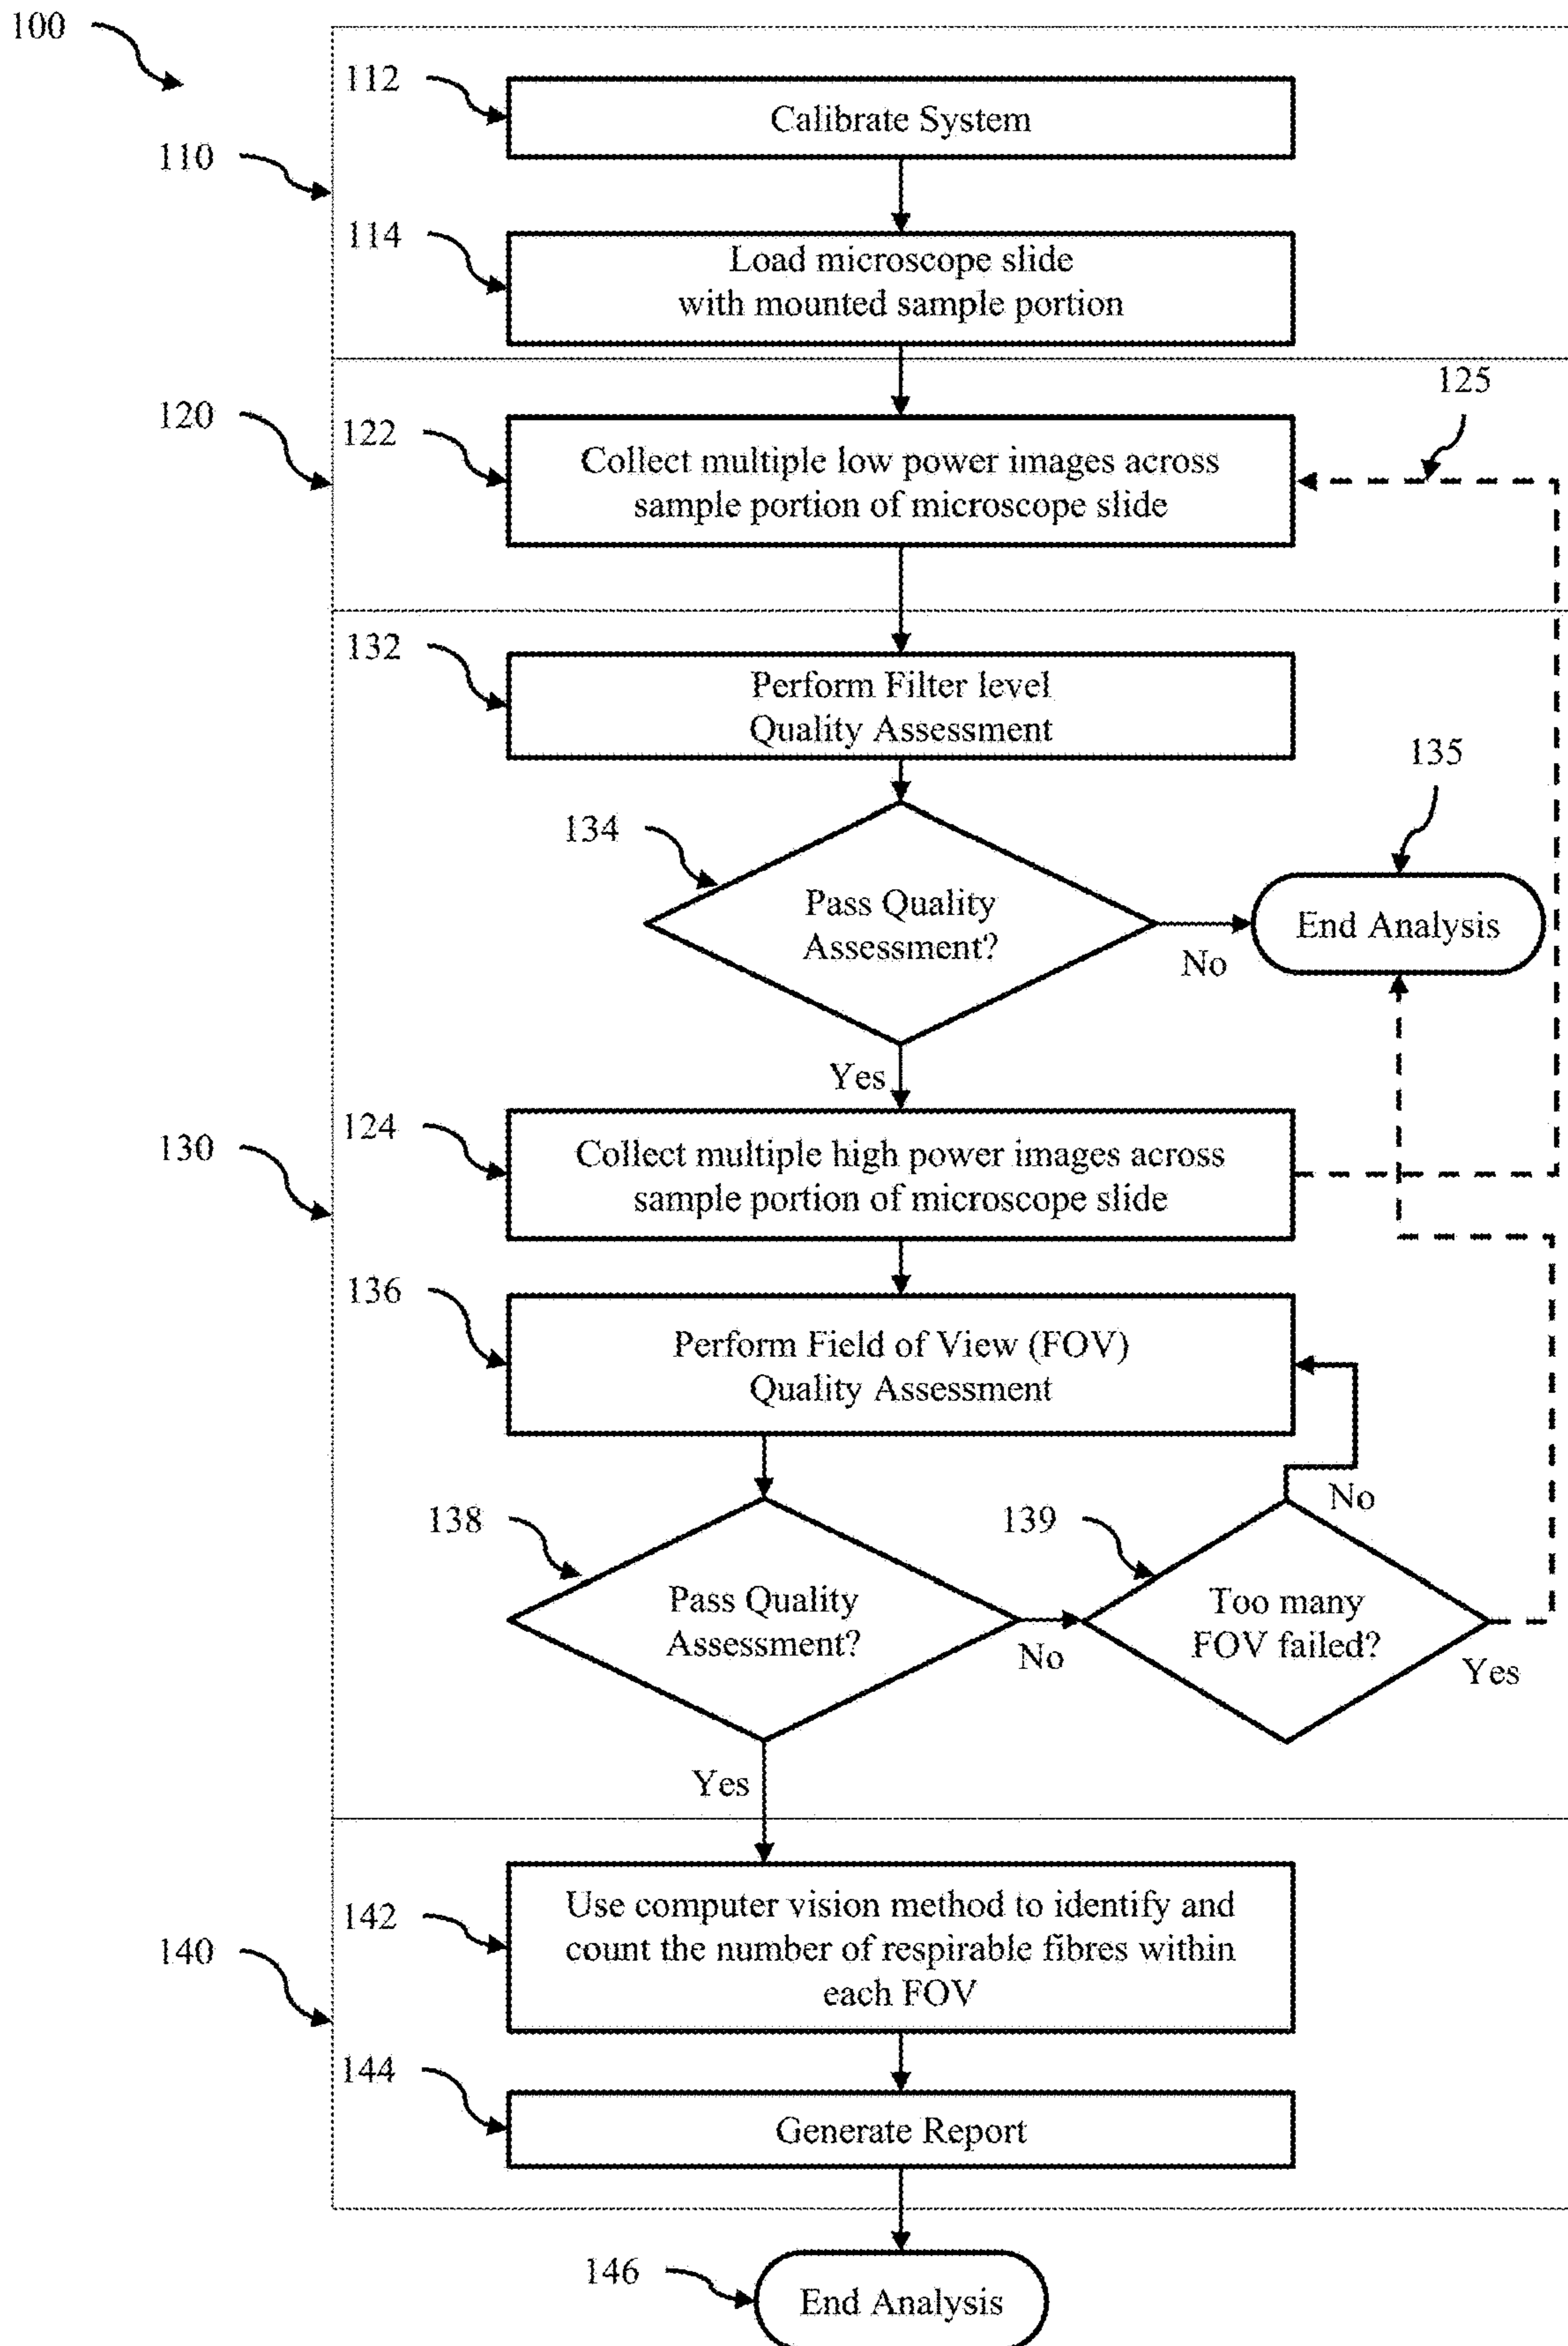 100
112
Calibrate System
110
114
Load microscope slide
with mounted sample portion
125
120
122
Collect multiple low power images across
sample portion of microscope slide
132
Perform Filter level
Quality Assessment
135
134
Pass Quality
Assessment?
End Analysis
No
Yes
124
130
Collect multiple high power images across
sample portion of microscope slide
136
Perform Field of View (FOV)
Quality Assessment
No
138
139
Pass Quality
Assessment?
Too many
FOV failed?
No
Yes
Yes
142
Use computer vision method to identify and
count the number of respirable fibres within
each FOV
140
144
Generate Report
146
End Analysis